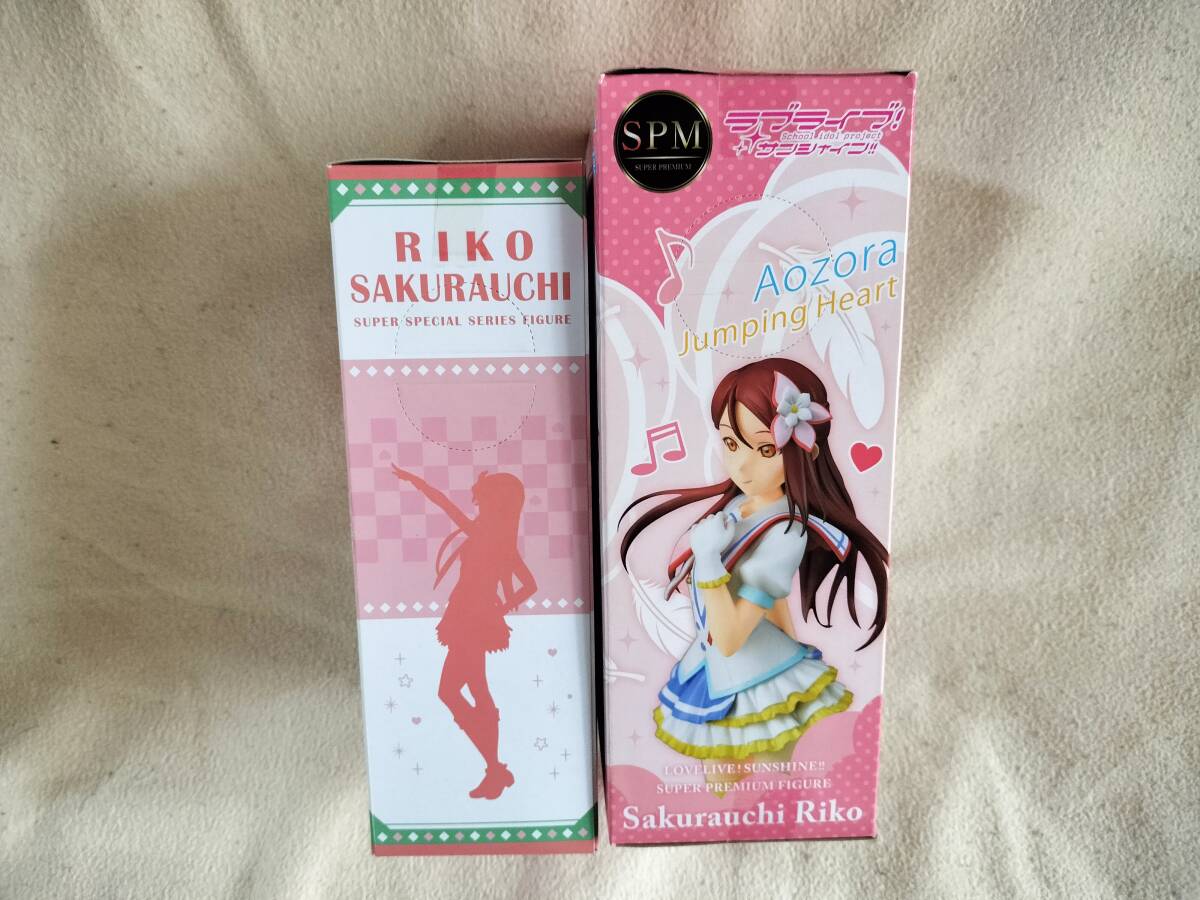 RIKO
SAKURAUCHI
SUPER SPECIAL SERIES FIGURE
SPM
SUPER PREMIUM
ラブライブ!
School idol project
サンシャイン!!
Aozora
Jumping Heart
LOVELIVE! SUNSHINE!!
SUPER PREMIUM FIGURE
Sakurauchi Riko